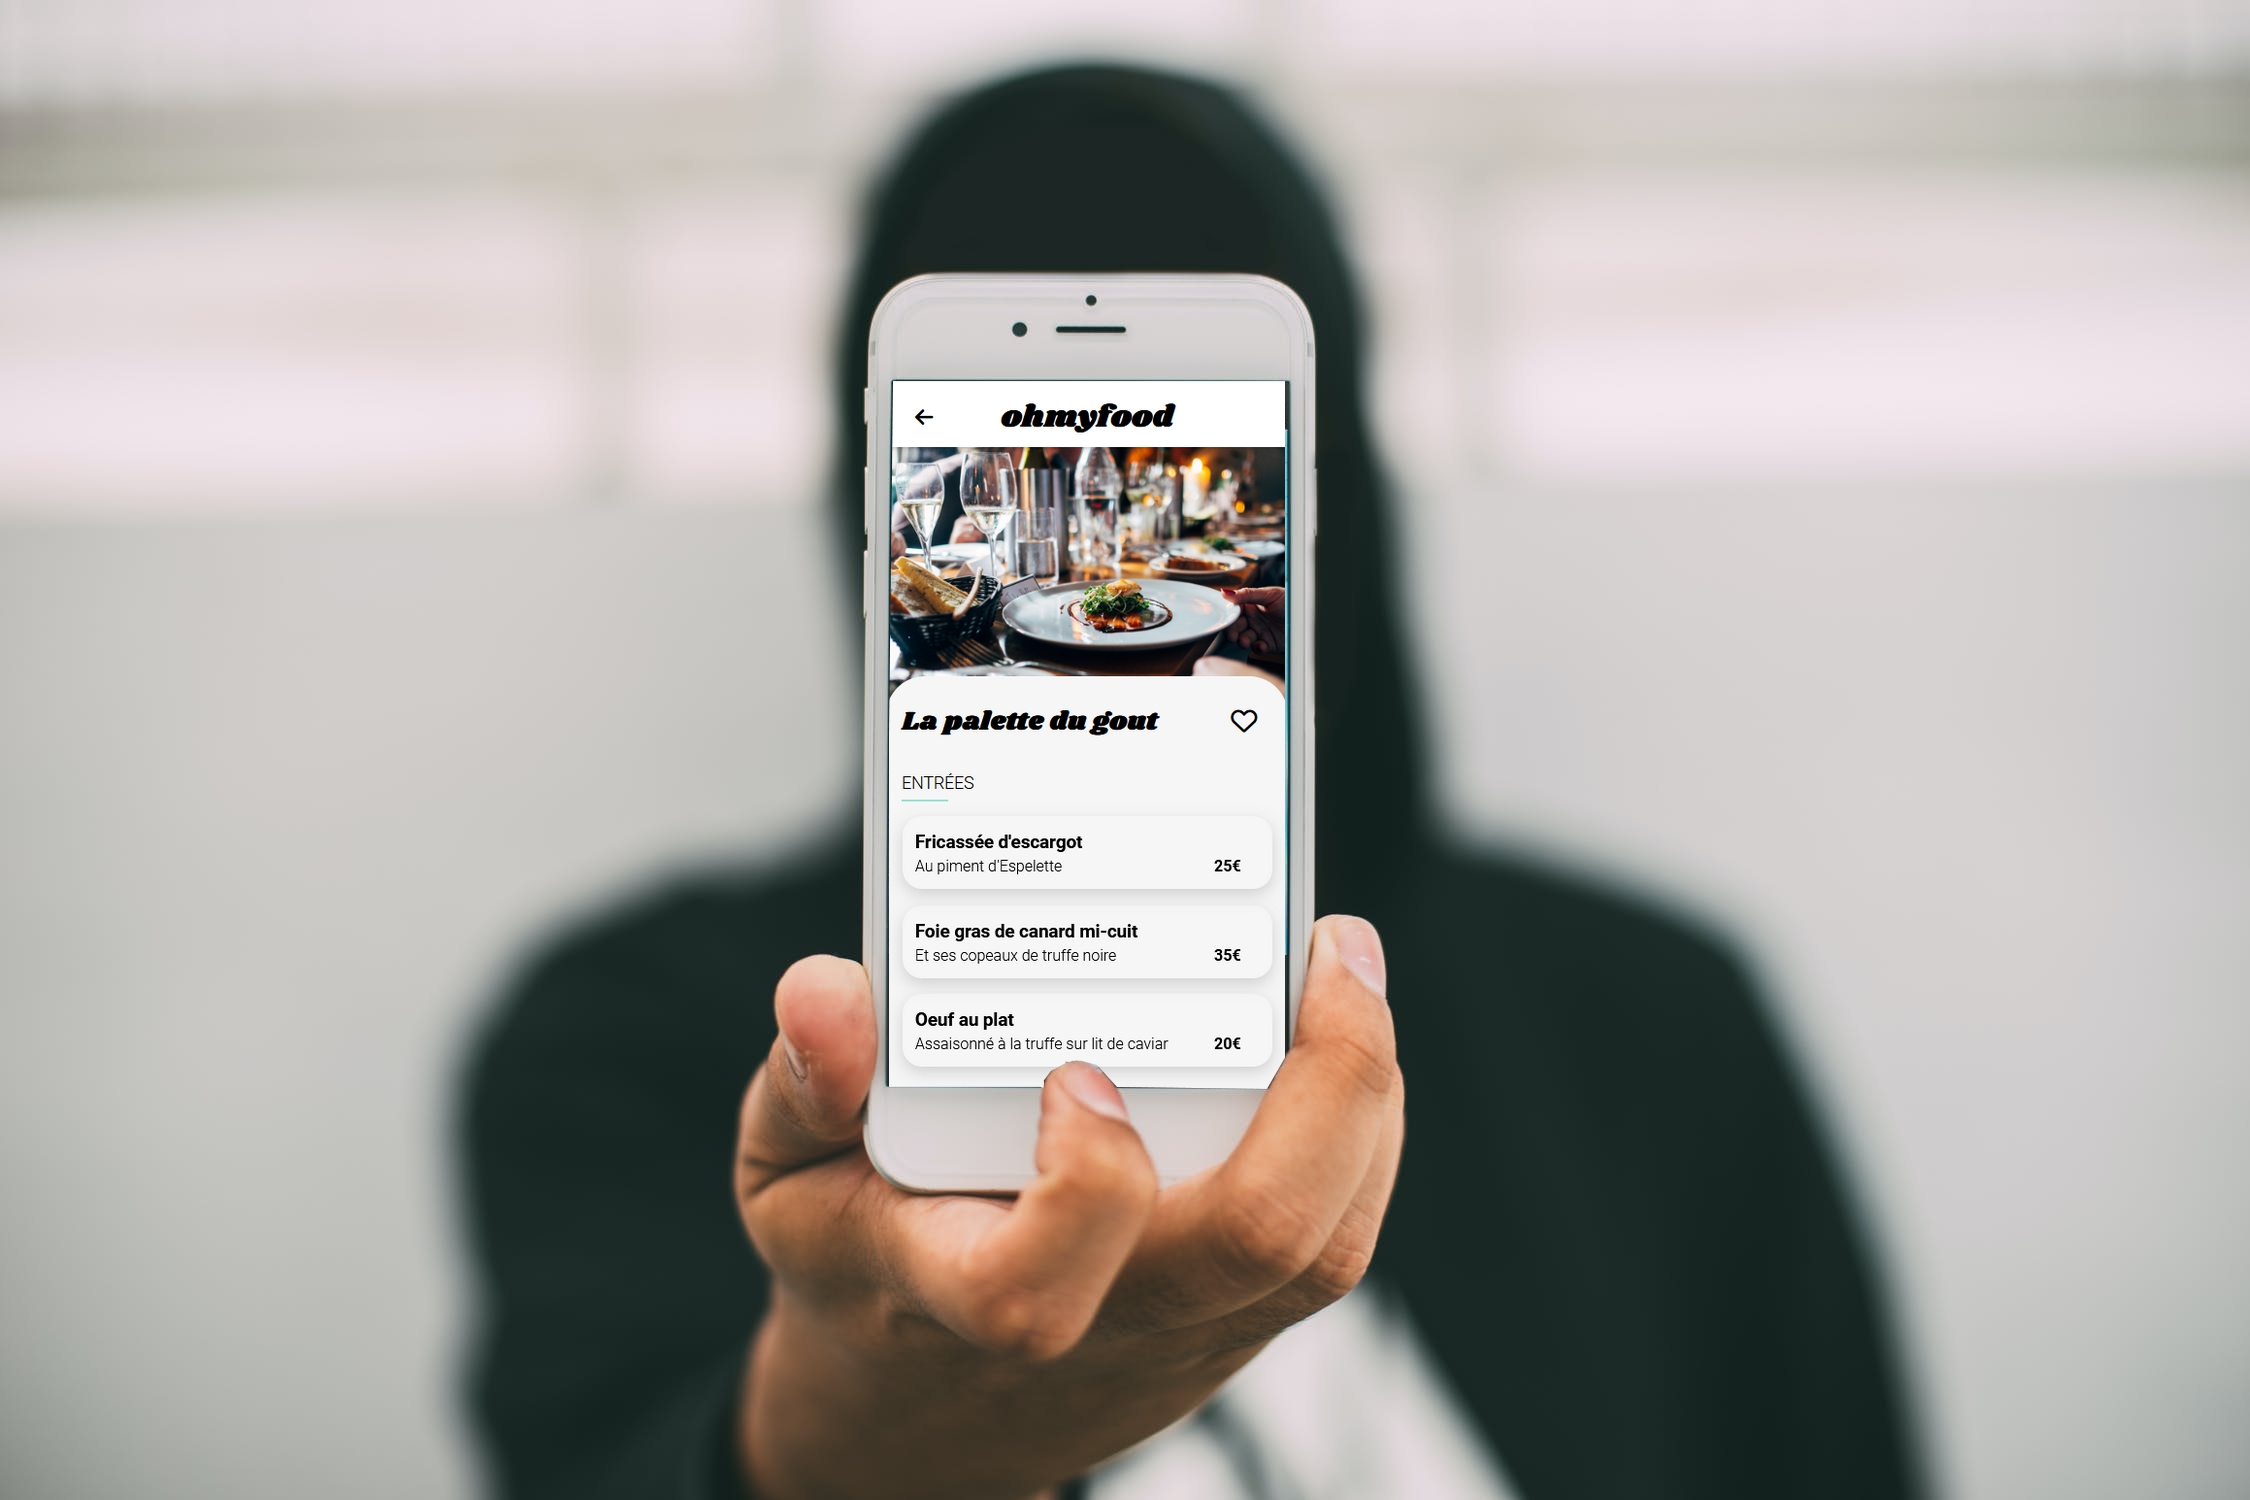 ohmyfood
La palette du gout
ENTRÉES
Fricassée d'escargot
Au piment d'Espelette 25€
Foie gras de canard mi-cuit
Et ses copeaux de truffe noire 35€
Oeuf au plat
Assaisonné à la truffe sur lit de caviar 20€